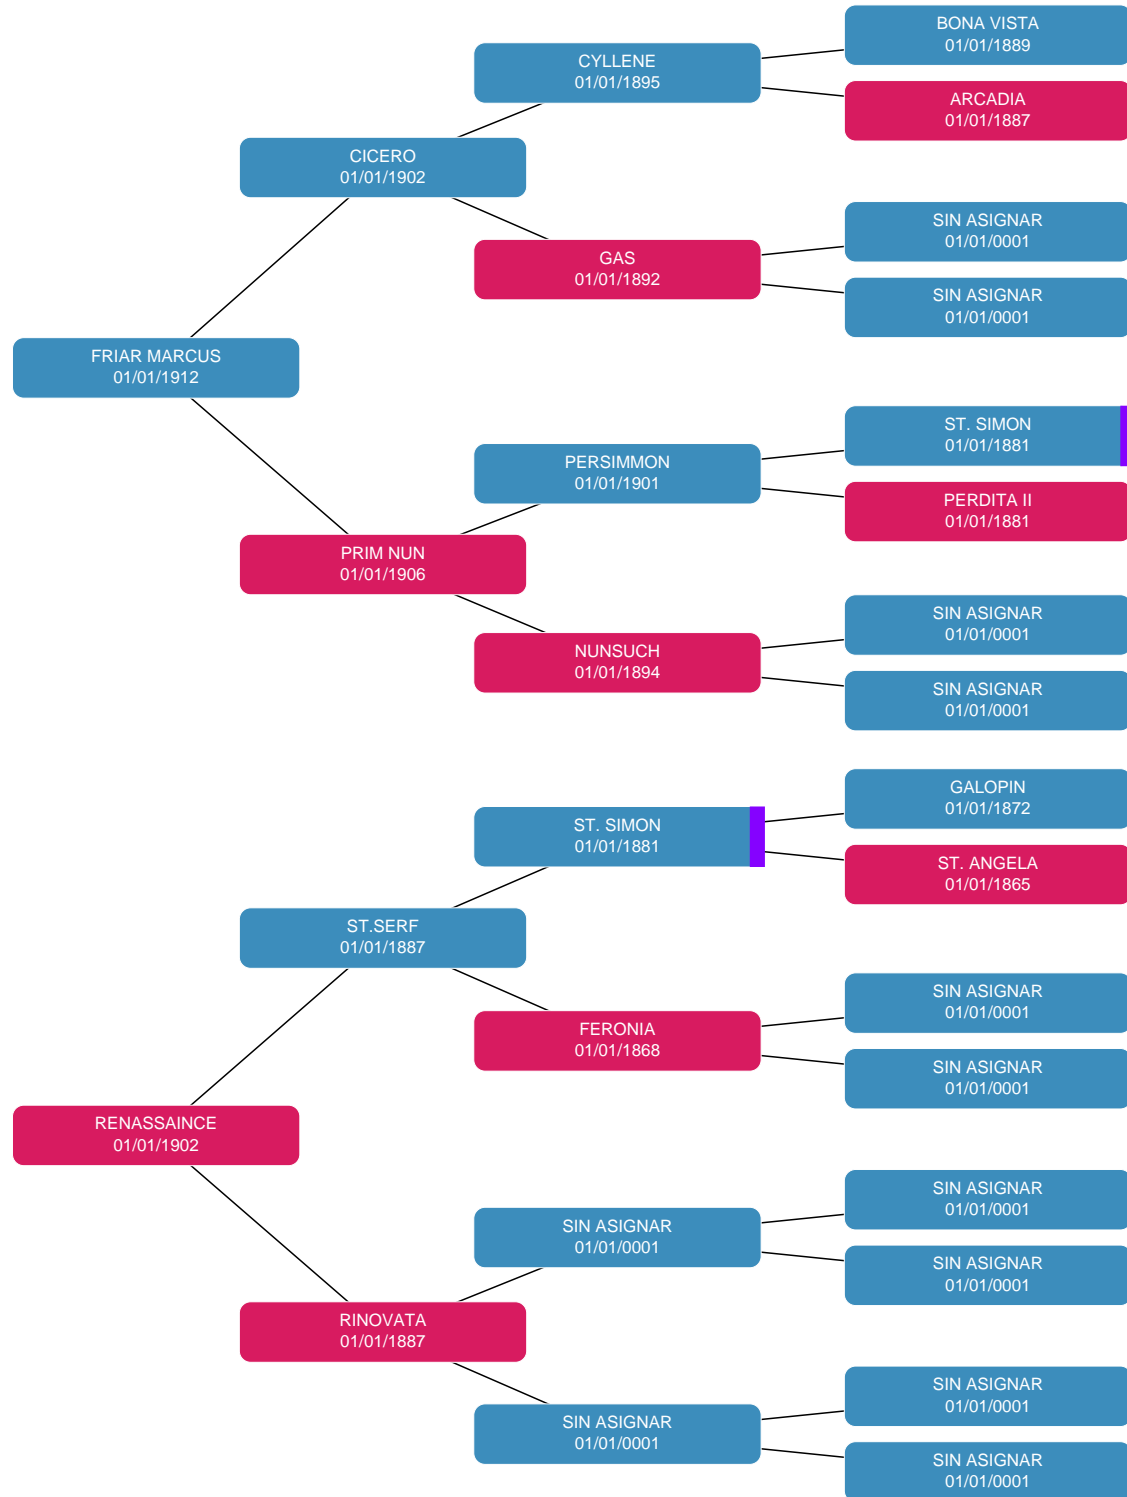 BONA VISTA
01/01/1889
CYLLENE
01/01/1895
ARCADIA
01/01/1887
CICERO
01/01/1902
SIN ASIGNAR
01/01/0001
GAS
01/01/1892
SIN ASIGNAR
01/01/0001
FRIAR MARCUS
01/01/1912
ST. SIMON
01/01/1881
PERSIMMON
01/01/1901
PERDITA II
01/01/1881
PRIM NUN
01/01/1906
SIN ASIGNAR
01/01/0001
NUNSUCH
01/01/1894
SIN ASIGNAR
01/01/0001
GALOPIN
01/01/1872
ST. SIMON
01/01/1881
ST. ANGELA
01/01/1865
ST.SERF
01/01/1887
SIN ASIGNAR
01/01/0001
FERONIA
01/01/1868
SIN ASIGNAR
01/01/0001
RENASSAINCE
01/01/1902
SIN ASIGNAR
01/01/0001
SIN ASIGNAR
01/01/0001
SIN ASIGNAR
01/01/0001
RINOVATA
01/01/1887
SIN ASIGNAR
01/01/0001
SIN ASIGNAR
01/01/0001
SIN ASIGNAR
01/01/0001